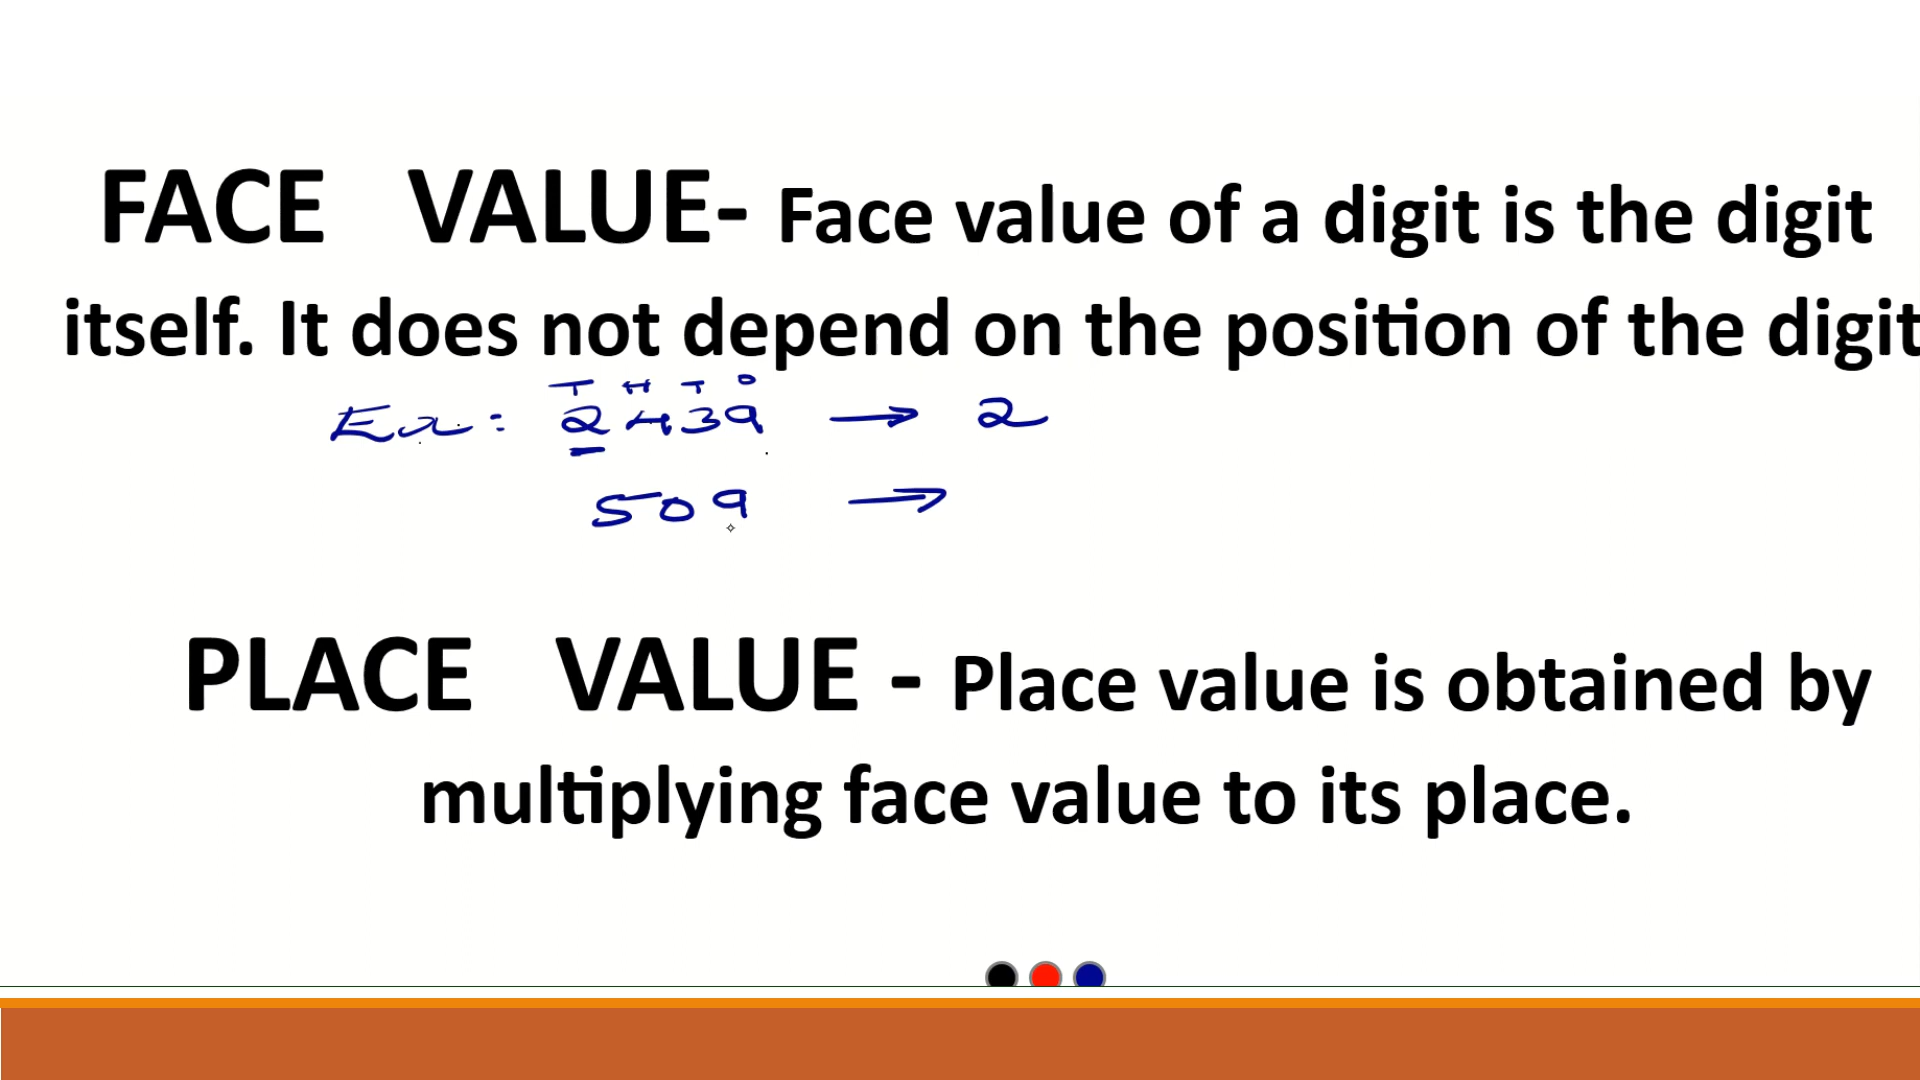 FACE VALUE- Face value of a digit is the digit
itself. It does not depend on the position of the digit
T H T O
Ex: 2439 → 2
509 →
PLACE VALUE - Place value is obtained by
multiplying face value to its place.